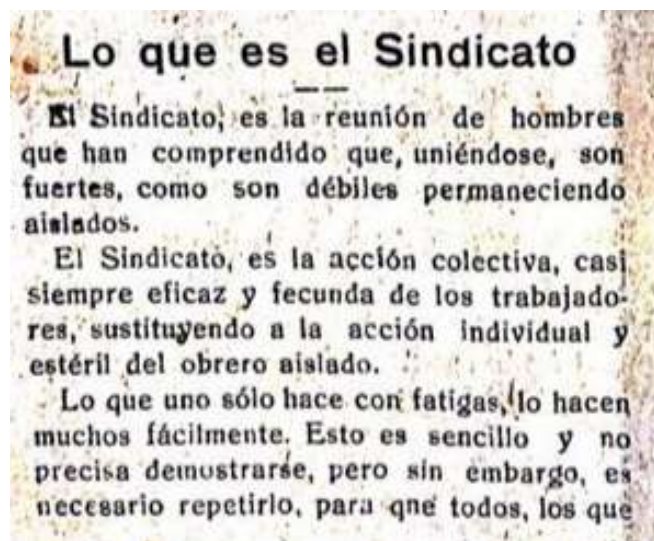 Lo que es el Sindicato
El Sindicato, es la reunión de hombres
que han comprendido que, uniéndose, son
fuertes, como son débiles permaneciendo
aislados.
El Sindicato, es la acción colectiva, casi
siempre eficaz y fecunda de los trabajado-
res, sustituyendo a la acción individual y
estéril del obrero aislado.
Lo que uno sólo hace con fatigas, lo hacen
muchos fácilmente. Esto es sencillo y no
precisa demostrarse, pero sin embargo, es
necesario repetirlo, para qne todos, los que